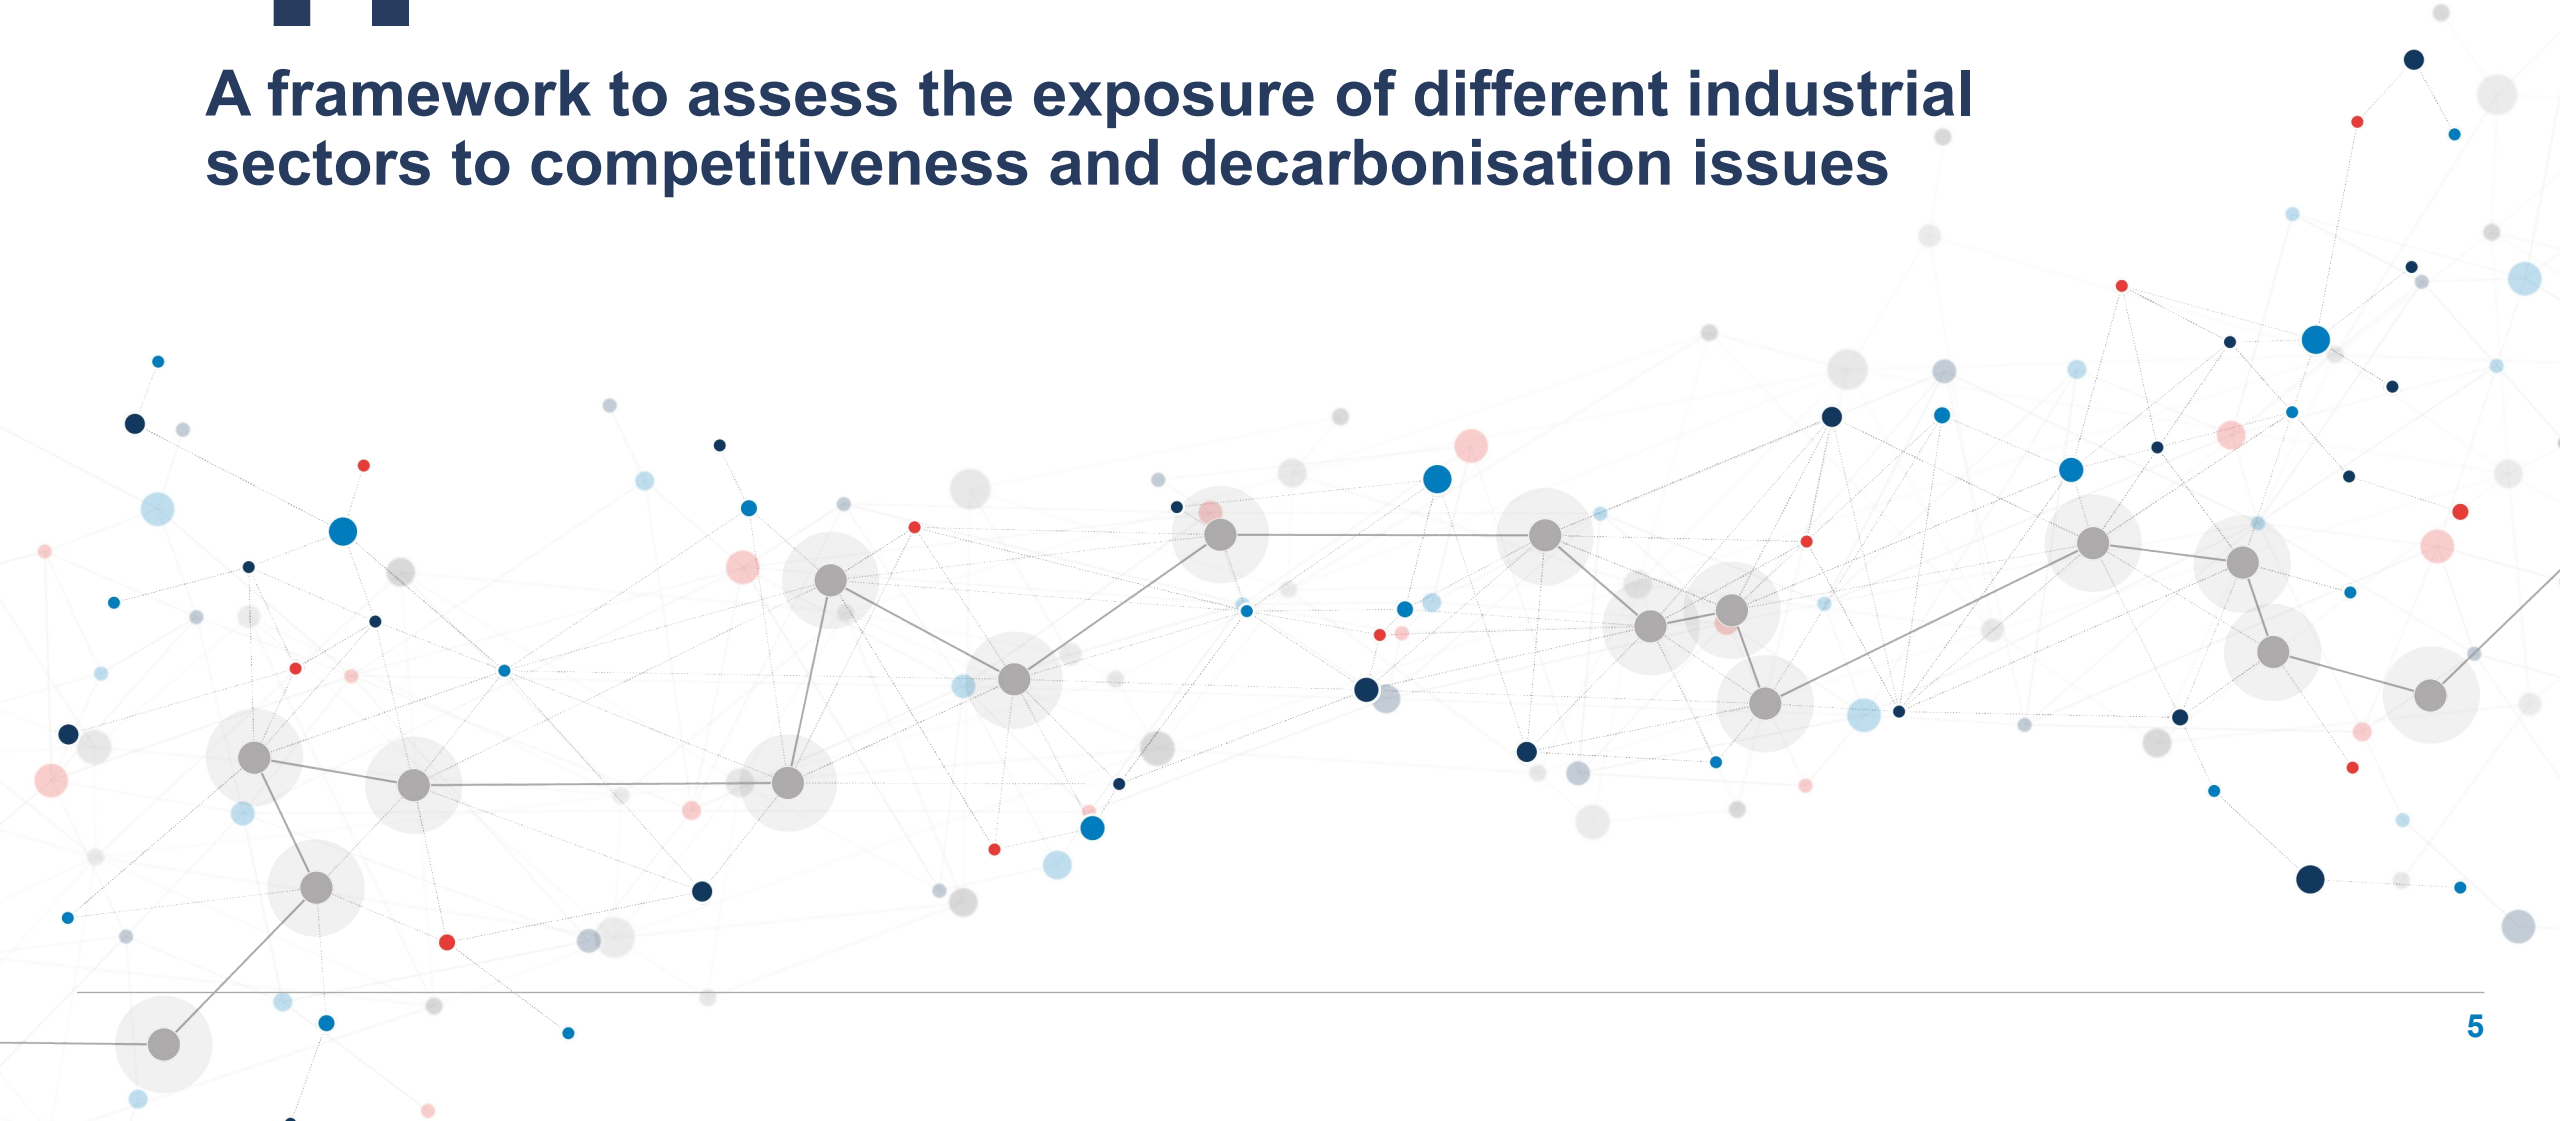 A framework to assess the exposure of different industrial
sectors to competitiveness and decarbonisation issues
5